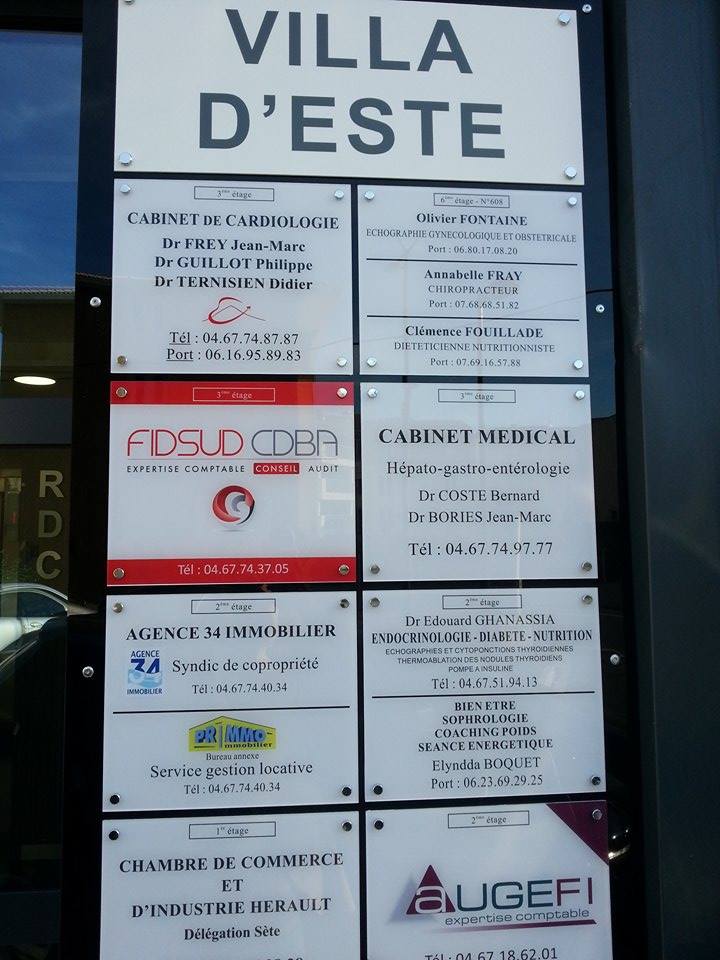 VILLA
D'ESTE
3ème étage
CABINET DE CARDIOLOGIE
Dr FREY Jean-Marc
Dr GUILLOT Philippe
Dr TERNISIEN Didier
Tél : 04.67.74.87.87
Port : 06.16.95.89.83
6ème étage - N°608
Olivier FONTAINE
ECHOGRAPHIE GYNECOLOGIQUE ET OBSTETRICALE
Port : 06.80.17.08.20
Annabelle FRAY
CHIROPRACTEUR
Port : 07.68.68.51.82
Clémence FOUILLADE
DIETETICIENNE NUTRITIONNISTE
Port : 07.69.16.57.88
3ème étage
FIDSUD CDBA
EXPERTISE COMPTABLE CONSEIL AUDIT
Tél : 04.67.74.37.05
3ème étage
CABINET MEDICAL
Hépato-gastro-entérologie
Dr COSTE Bernard
Dr BORIES Jean-Marc
Tél : 04.67.74.97.77
RDC
2ème étage
AGENCE 34 IMMOBILIER
AGENCE
34
IMMOBILIER
Syndic de copropriété
Tél : 04.67.74.40.34
PRIMMO
immobilier
Bureau annexe
Service gestion locative
Tél : 04.67.74.40.34
2ème étage
Dr Edouard GHANASSIA
ENDOCRINOLOGIE - DIABETE - NUTRITION
ECHOGRAPHIES ET CYTOPONCTIONS THYROIDIENNES
THERMOABLATION DES NODULES THYROIDIENS
POMPE A INSULINE
Tél : 04.67.51.94.13
BIEN ETRE
SOPHROLOGIE
COACHING POIDS
SEANCE ENERGETIQUE
Elyndda BOQUET
Port : 06.23.69.29.25
1er étage
CHAMBRE DE COMMERCE
ET
D'INDUSTRIE HERAULT
Délégation Sète
2ème étage
AUGEFI
expertise comptable
Tél : 04.67.18.62.01